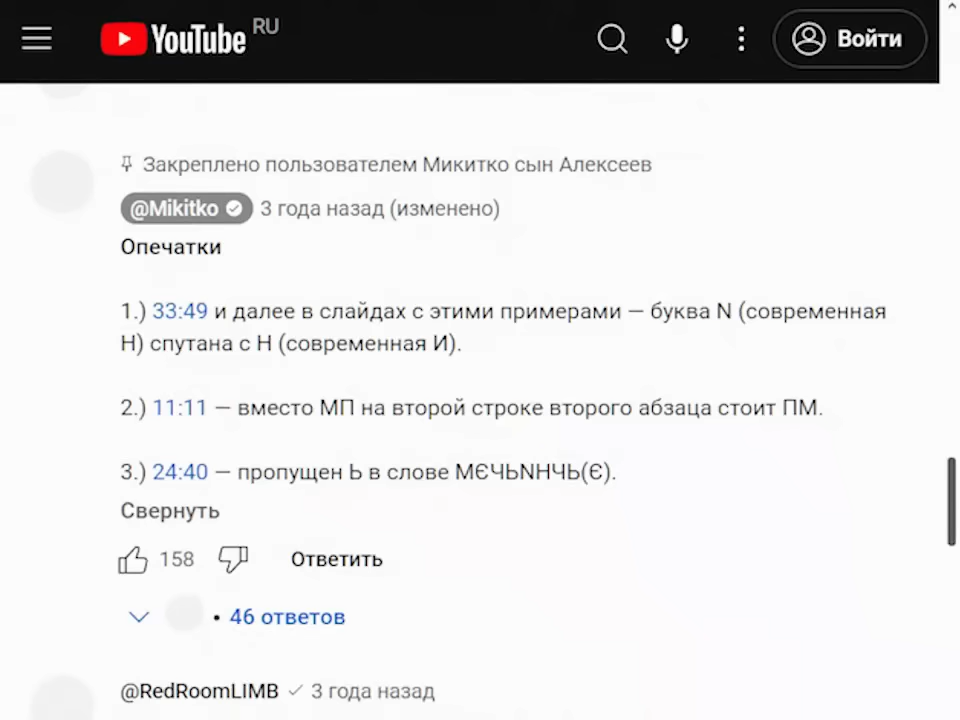 YouTube RU
Войти
Закреплено пользователем Микитко сын Алексеев
@Mikitko 3 года назад (изменено)
Опечатки
1.) 33:49 и далее в слайдах с этими примерами — буква N (современная
Н) спутана с Н (современная И).
2.) 11:11 — вместо МП на второй строке второго абзаца стоит ПМ.
3.) 24:40 — пропущен Ь в слове МЄЧЬNНЧЬ(Є).
Свернуть
158 Ответить
• 46 ответов
@RedRoomLIMB 3 года назад